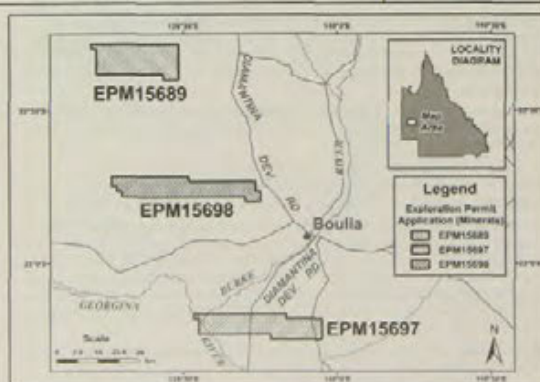 LOCALITY
DIAGRAM
Map
Area
EPM15689
DIAMANTINA
DEV RD
RIVER
EPM15698
Boulia
Legend
Exploration Permit
Application (Minerals)
EPM15689
EPM15697
EPM15698
BURKE
DIAMANTINA
DEV RD
GEORGINA
EPM15697
Scale
N